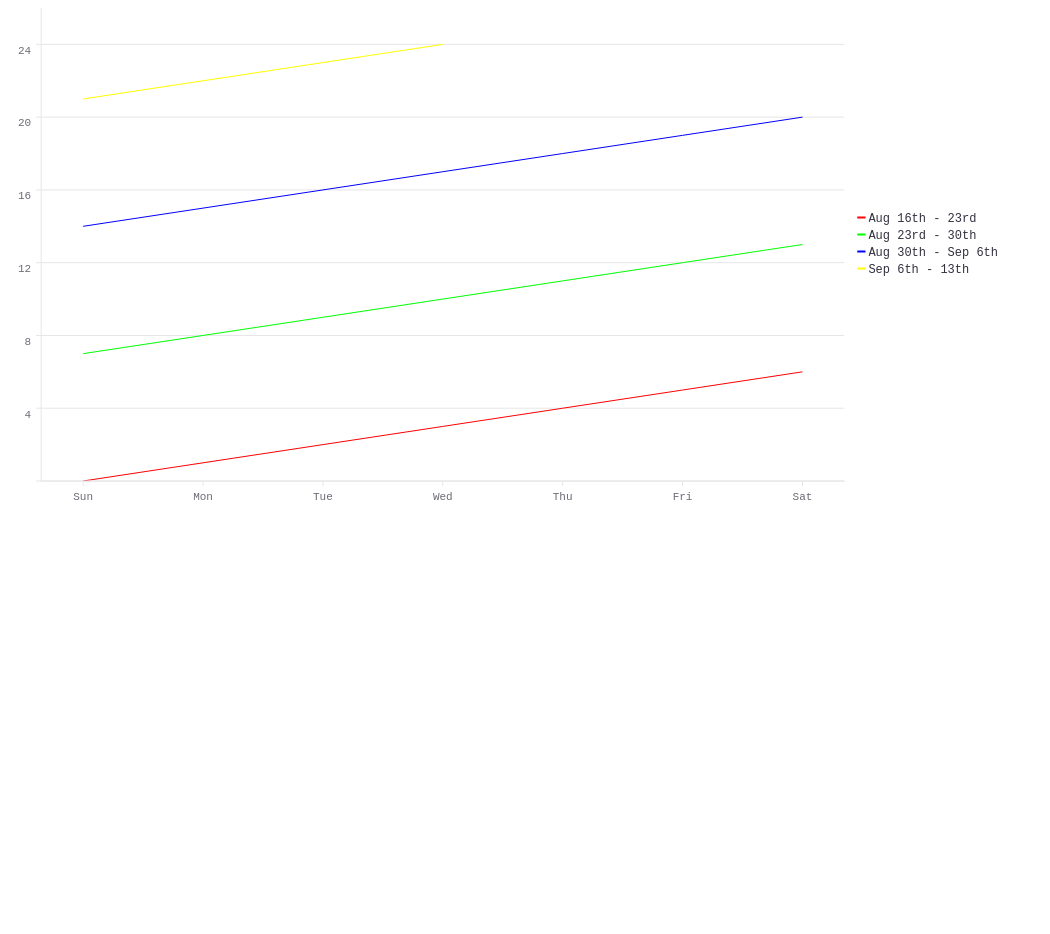 24
20
16
12
8
4
Sun Mon Tue Wed Thu Fri Sat
Aug 16th - 23rd
Aug 23rd - 30th
Aug 30th - Sep 6th
Sep 6th - 13th